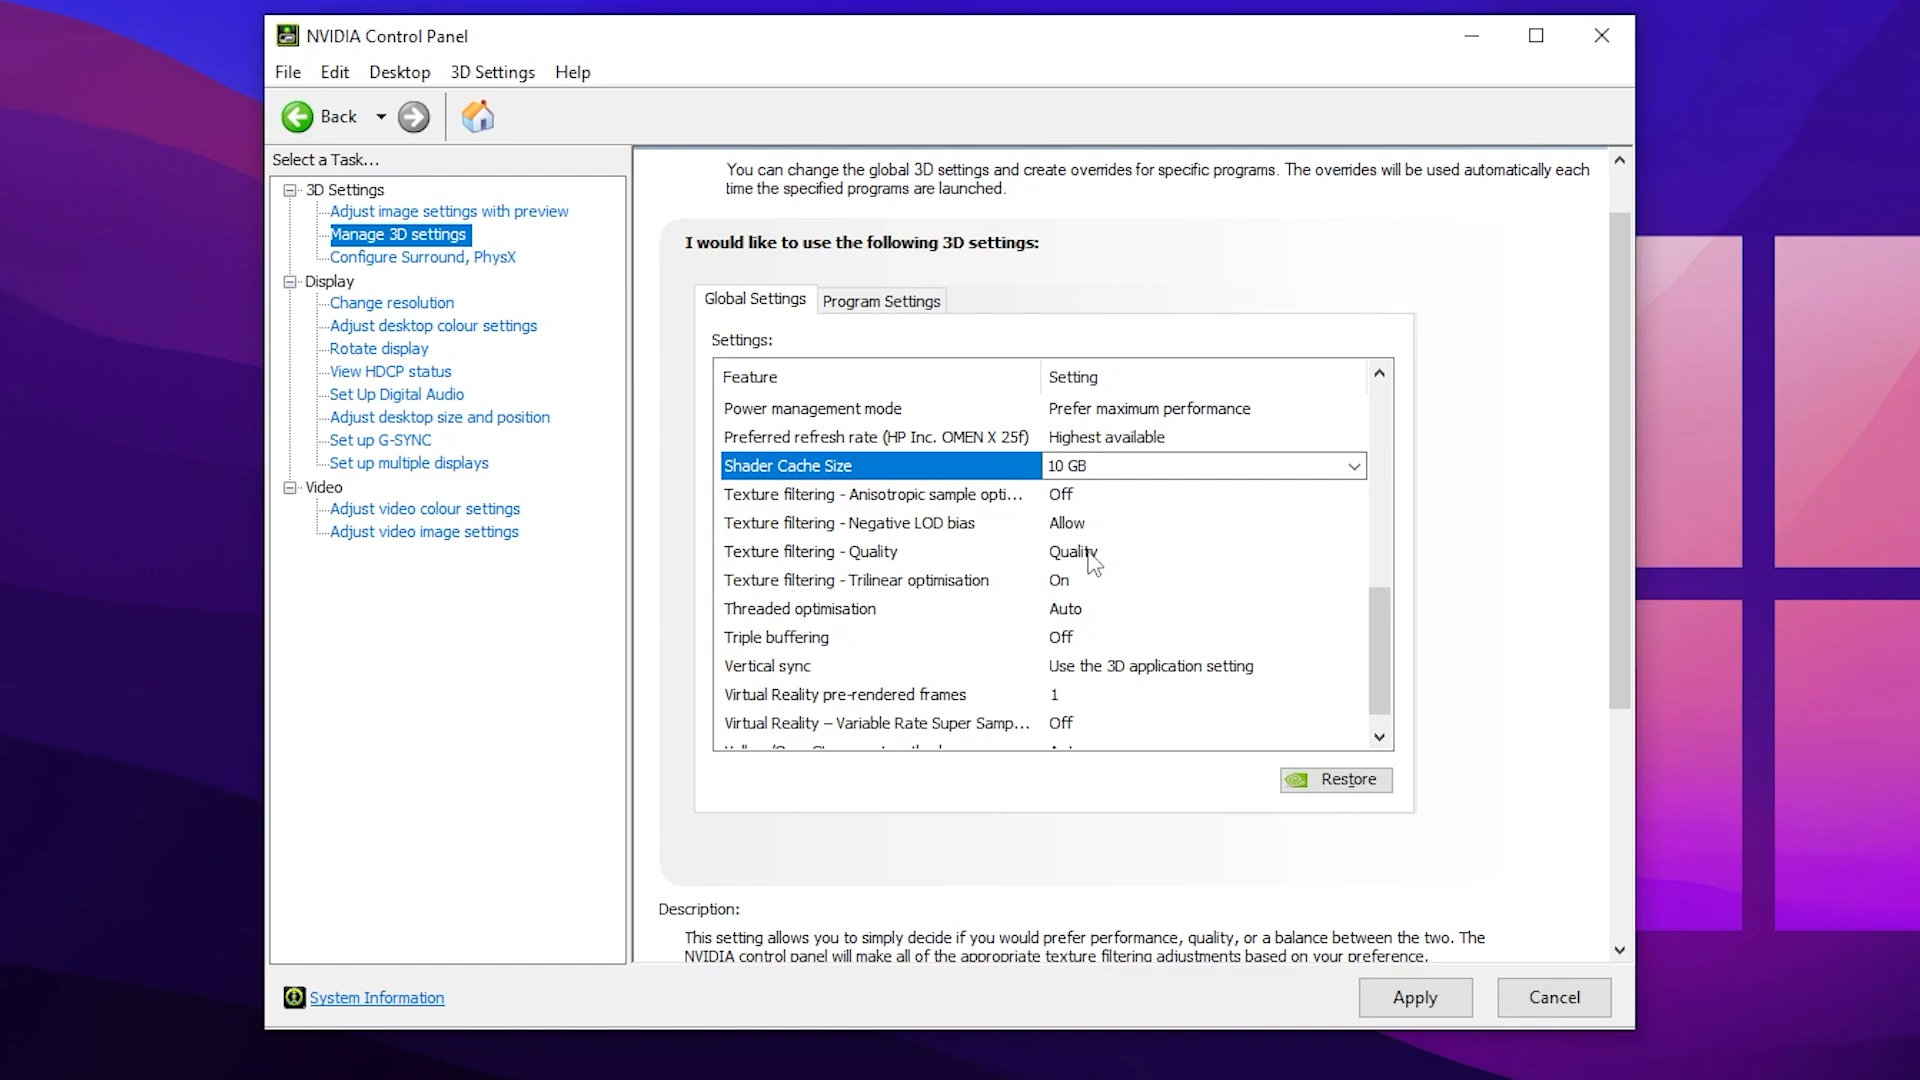 NVIDIA Control Panel
File Edit Desktop 3D Settings Help
Back
Select a Task...
3D Settings
Adjust image settings with preview
Manage 3D settings
Configure Surround, PhysX
Display
Change resolution
Adjust desktop colour settings
Rotate display
View HDCP status
Set Up Digital Audio
Adjust desktop size and position
Set up G-SYNC
Set up multiple displays
Video
Adjust video colour settings
Adjust video image settings
You can change the global 3D settings and create overrides for specific programs. The overrides will be used automatically each
time the specified programs are launched.
I would like to use the following 3D settings:
Global Settings Program Settings
Settings:
Feature Setting
Power management mode Prefer maximum performance
Preferred refresh rate (HP Inc. OMEN X 25f) Highest available
Shader Cache Size 10 GB
Texture filtering - Anisotropic sample opti... Off
Texture filtering - Negative LOD bias Allow
Texture filtering - Quality Quality
Texture filtering - Trilinear optimisation On
Threaded optimisation Auto
Triple buffering Off
Vertical sync Use the 3D application setting
Virtual Reality pre-rendered frames 1
Virtual Reality – Variable Rate Super Samp... Off
Restore
Description:
This setting allows you to simply decide if you would prefer performance, quality, or a balance between the two. The
NVIDIA control panel will make all of the appropriate texture filtering adjustments based on your preference.
System Information
Apply Cancel